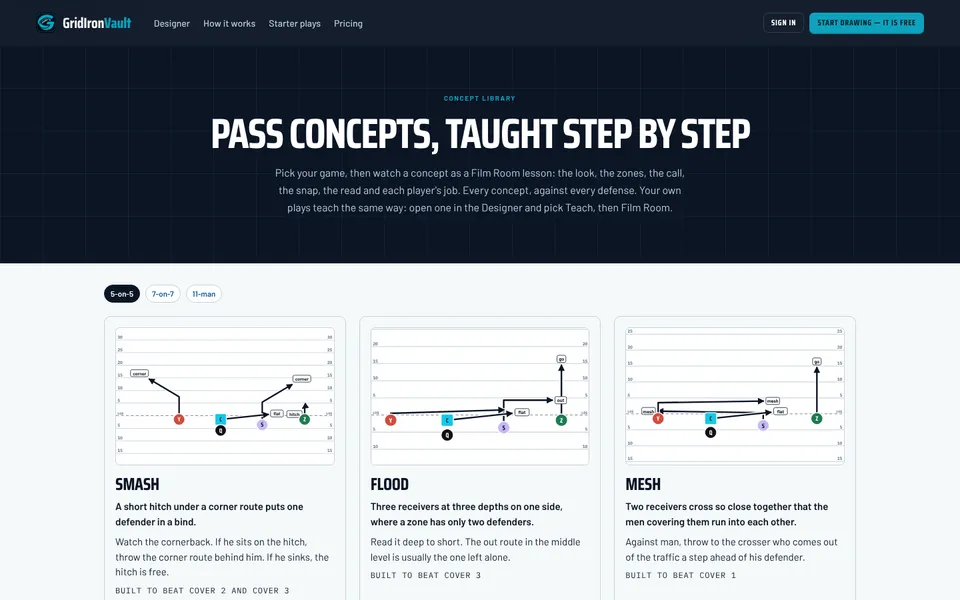 GridIronVault Designer How it works Starter plays Pricing SIGN IN START DRAWING — IT IS FREE
CONCEPT LIBRARY
PASS CONCEPTS, TAUGHT STEP BY STEP
Pick your game, then watch a concept as a Film Room lesson: the look, the zones, the call,
the snap, the read and each player's job. Every concept, against every defense. Your own
plays teach the same way: open one in the Designer and pick Teach, then Film Room.
5-on-5 7-on-7 11-man
corner corner flat hitch Y C Q S Z
go out flat Y C Q S Z
go mesh mesh flat Y C Q S Z
SMASH
A short hitch under a corner route puts one
defender in a bind.
Watch the cornerback. If he sits on the hitch,
throw the corner route behind him. If he sinks, the
hitch is free.
BUILT TO BEAT COVER 2 AND COVER 3
FLOOD
Three receivers at three depths on one side,
where a zone has only two defenders.
Read it deep to short. The out route in the middle
level is usually the one left alone.
BUILT TO BEAT COVER 3
MESH
Two receivers cross so close together that the
men covering them run into each other.
Against man, throw to the crosser who comes out
of the traffic a step ahead of his defender.
BUILT TO BEAT COVER 1